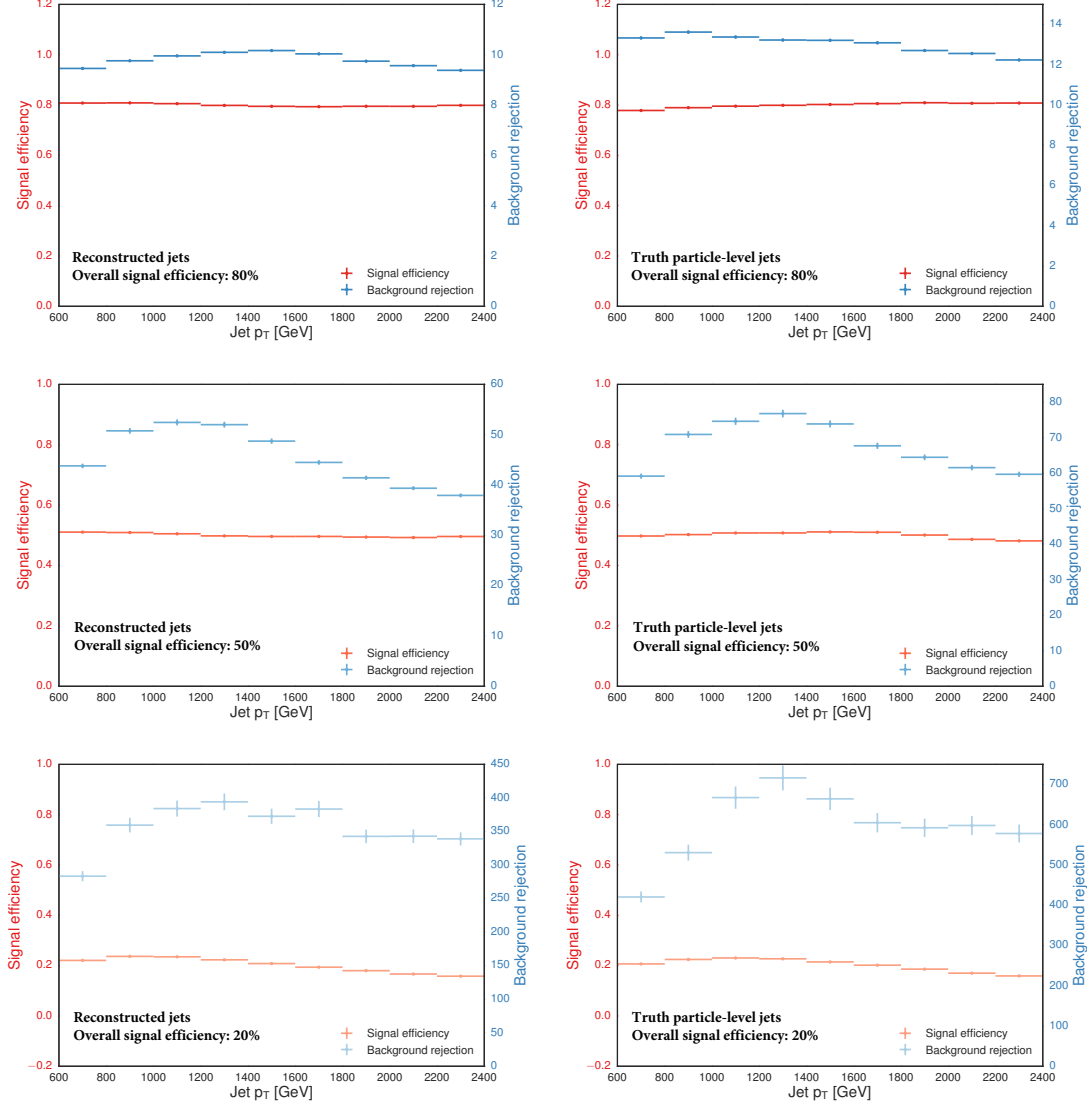 1.2
1.0
0.8
0.6
0.4
0.2
0.0
Signal efficiency
12
10
8
6
4
2
0
Background rejection
Reconstructed jets
Overall signal efficiency: 80%
Signal efficiency
Background rejection
600 800 1000 1200 1400 1600 1800 2000 2200 2400
Jet pT [GeV]
1.2
1.0
0.8
0.6
0.4
0.2
0.0
Signal efficiency
14
12
10
8
6
4
2
0
Background rejection
Truth particle-level jets
Overall signal efficiency: 80%
Signal efficiency
Background rejection
600 800 1000 1200 1400 1600 1800 2000 2200 2400
Jet pT [GeV]
1.0
0.8
0.6
0.4
0.2
0.0
Signal efficiency
60
50
40
30
20
10
0
Background rejection
Reconstructed jets
Overall signal efficiency: 50%
Signal efficiency
Background rejection
600 800 1000 1200 1400 1600 1800 2000 2200 2400
Jet pT [GeV]
1.0
0.8
0.6
0.4
0.2
0.0
Signal efficiency
80
70
60
50
40
30
20
10
0
Background rejection
Truth particle-level jets
Overall signal efficiency: 50%
Signal efficiency
Background rejection
600 800 1000 1200 1400 1600 1800 2000 2200 2400
Jet pT [GeV]
1.0
0.8
0.6
0.4
0.2
0.0
−0.2
Signal efficiency
450
400
350
300
250
200
150
100
50
0
Background rejection
Reconstructed jets
Overall signal efficiency: 20%
Signal efficiency
Background rejection
600 800 1000 1200 1400 1600 1800 2000 2200 2400
Jet pT [GeV]
1.0
0.8
0.6
0.4
0.2
0.0
−0.2
Signal efficiency
700
600
500
400
300
200
100
0
Background rejection
Truth particle-level jets
Overall signal efficiency: 20%
Signal efficiency
Background rejection
600 800 1000 1200 1400 1600 1800 2000 2200 2400
Jet pT [GeV]